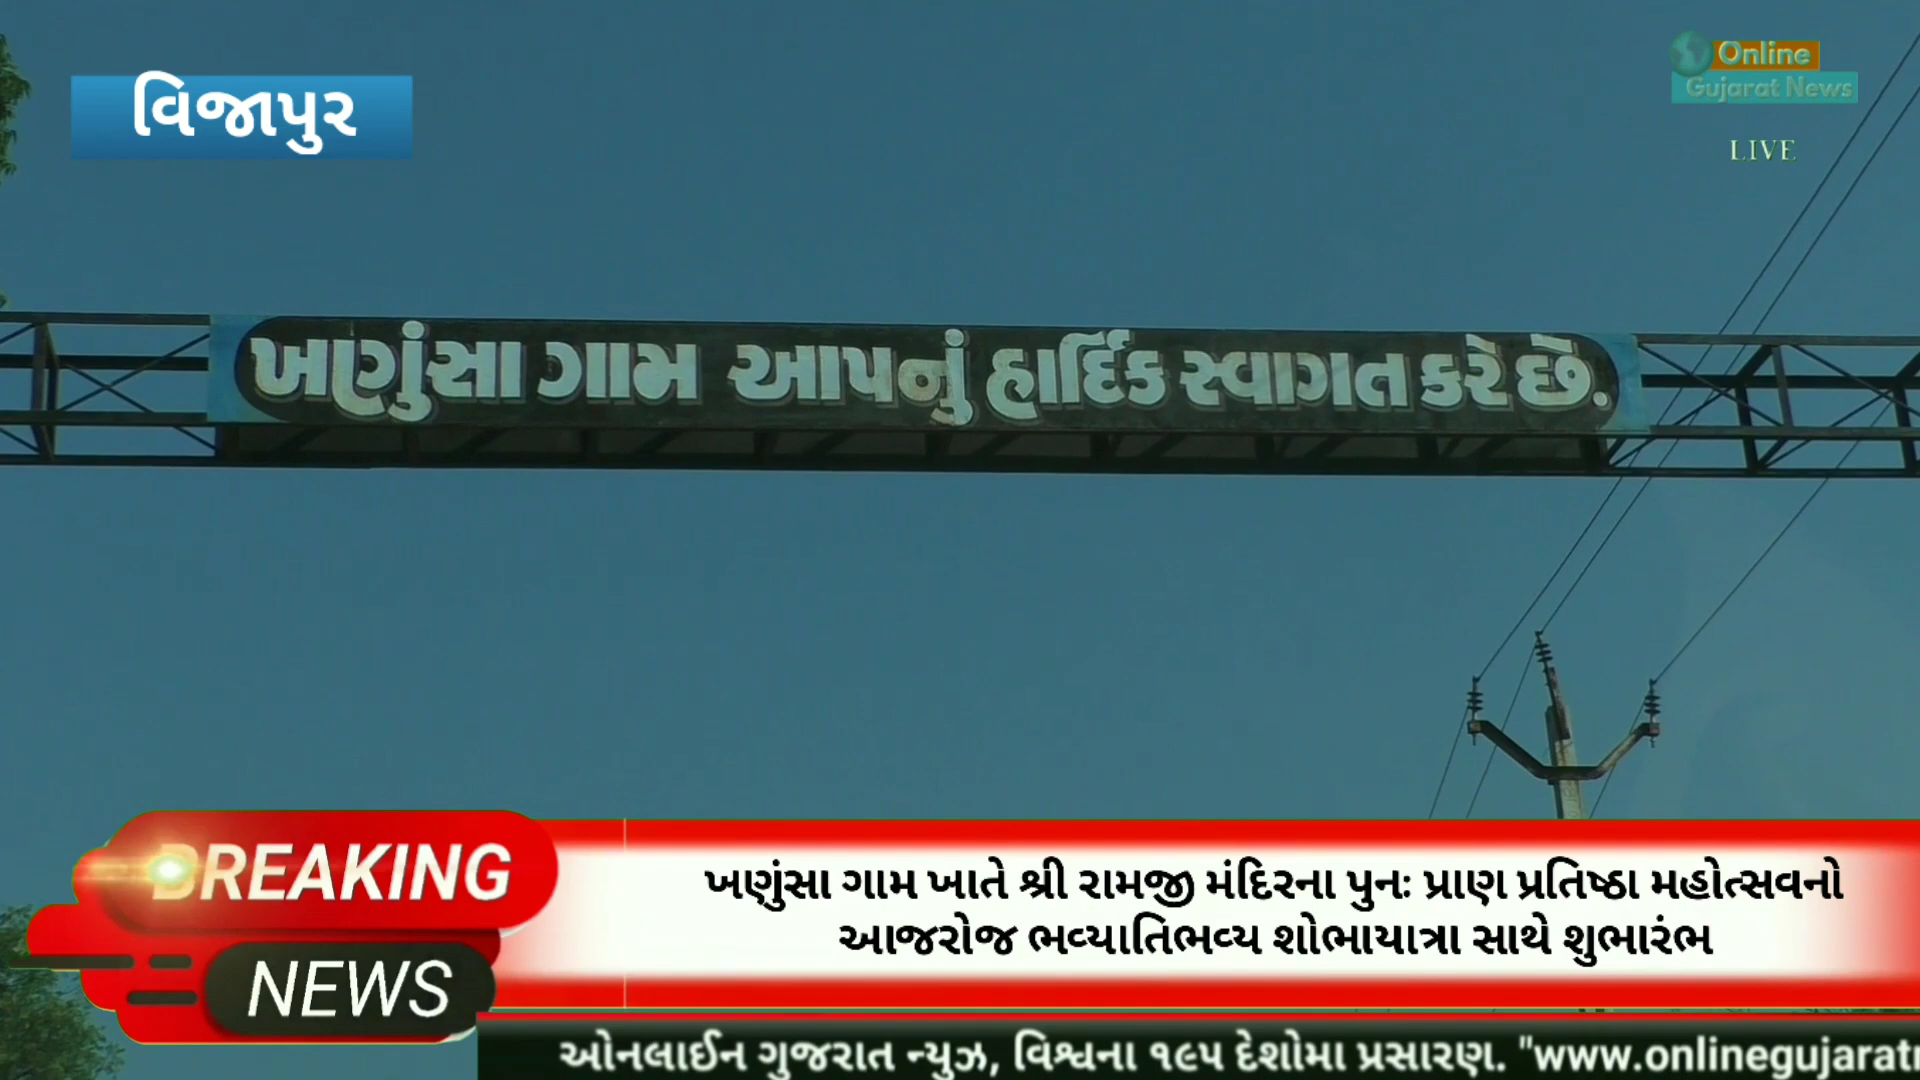 વિજાપુર
Online
Gujarat News
LIVE
ખણુંસા ગામ આપનું હાર્દિક સ્વાગત કરે છે.
BREAKING
NEWS
ખણુંસા ગામ ખાતે શ્રી રામજી મંદિરના પુનઃ પ્રાણ પ્રતિષ્ઠા મહોત્સવનો
આજરોજ ભવ્યાતિભવ્ય શોભાયાત્રા સાથે શુભારંભ
ઓનલાઈન ગુજરાત ન્યુઝ, વિશ્વના ૧૯૫ દેશોમા પ્રસારણ. "www.onlinegujarat